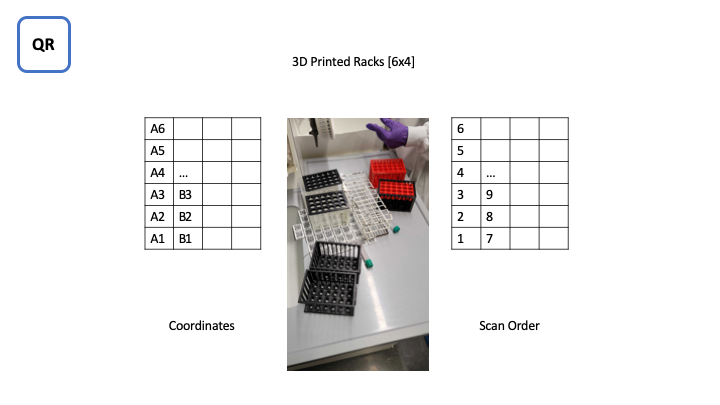 QR
3D Printed Racks [6x4]
A6
A5
A4 ...
A3 B3
A2 B2
A1 B1
6
5
4 ...
3 9
2 8
1 7
Coordinates
Scan Order